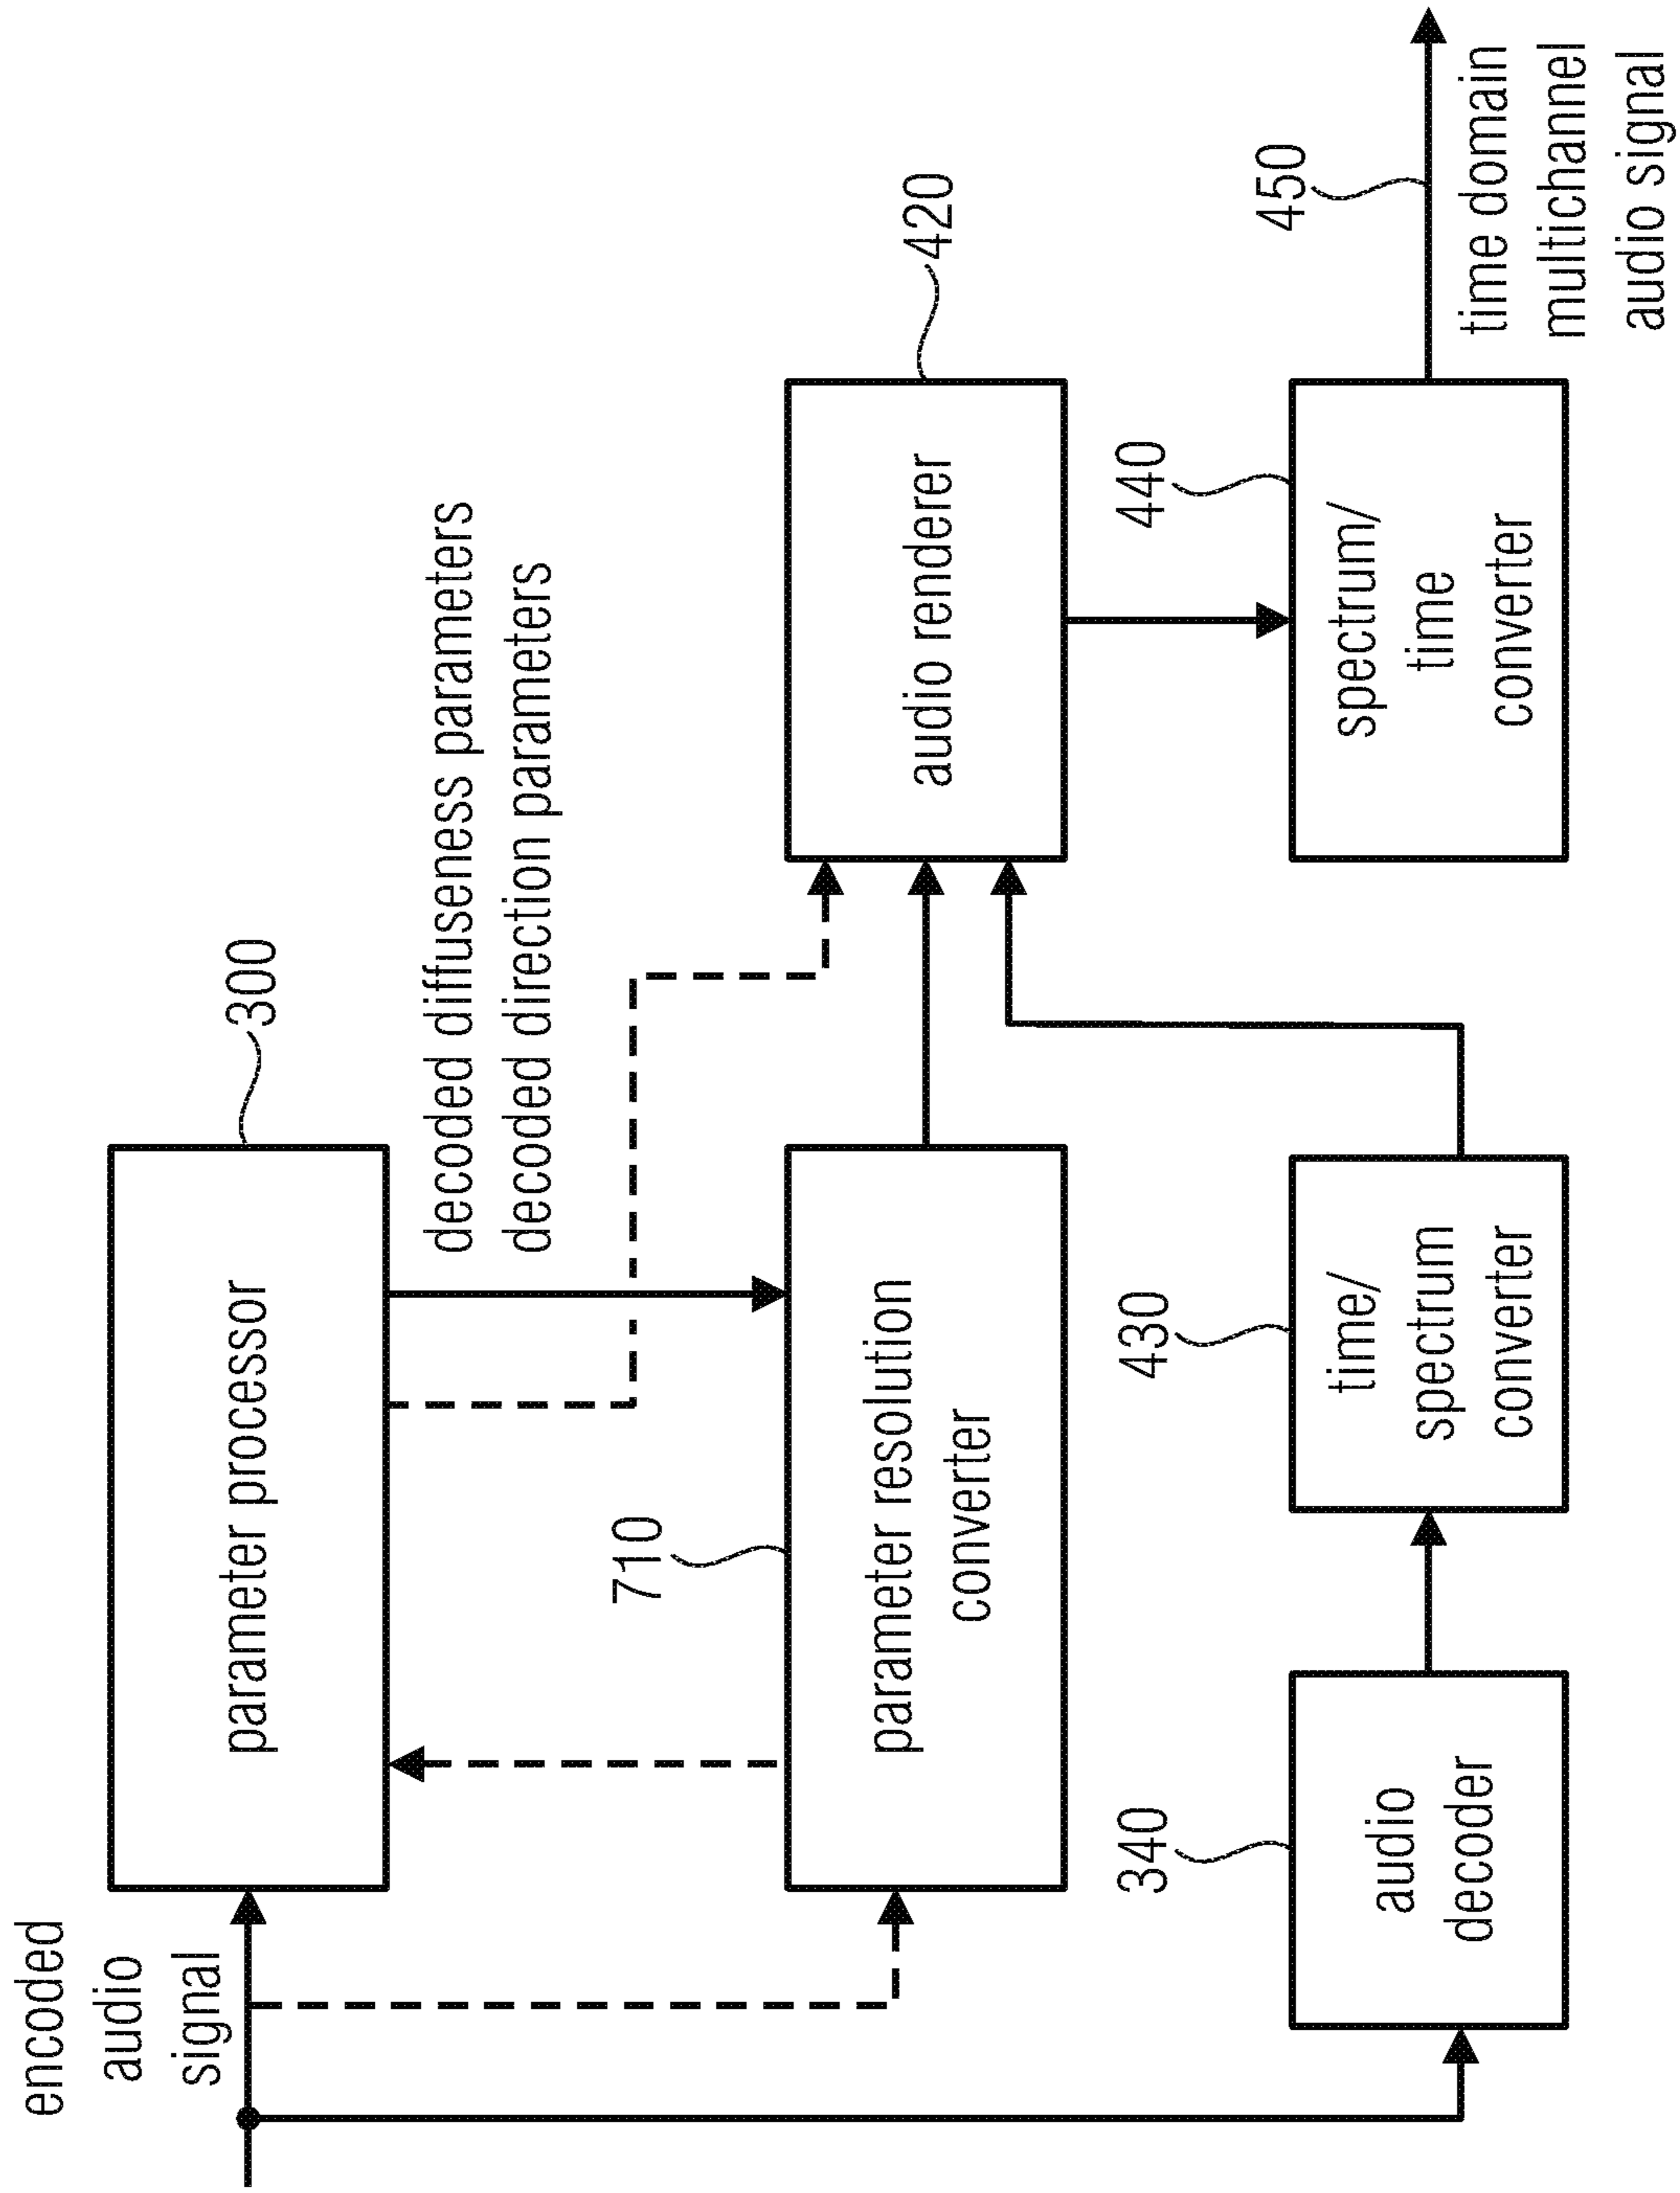 encoded
audio
signal
parameter processor
300
decoded diffuseness parameters
decoded direction parameters
710
parameter resolution
converter
audio renderer
420
340
audio
decoder
430
time/
spectrum
converter
440
spectrum/
time
converter
450
time domain
multichannel
audio signal